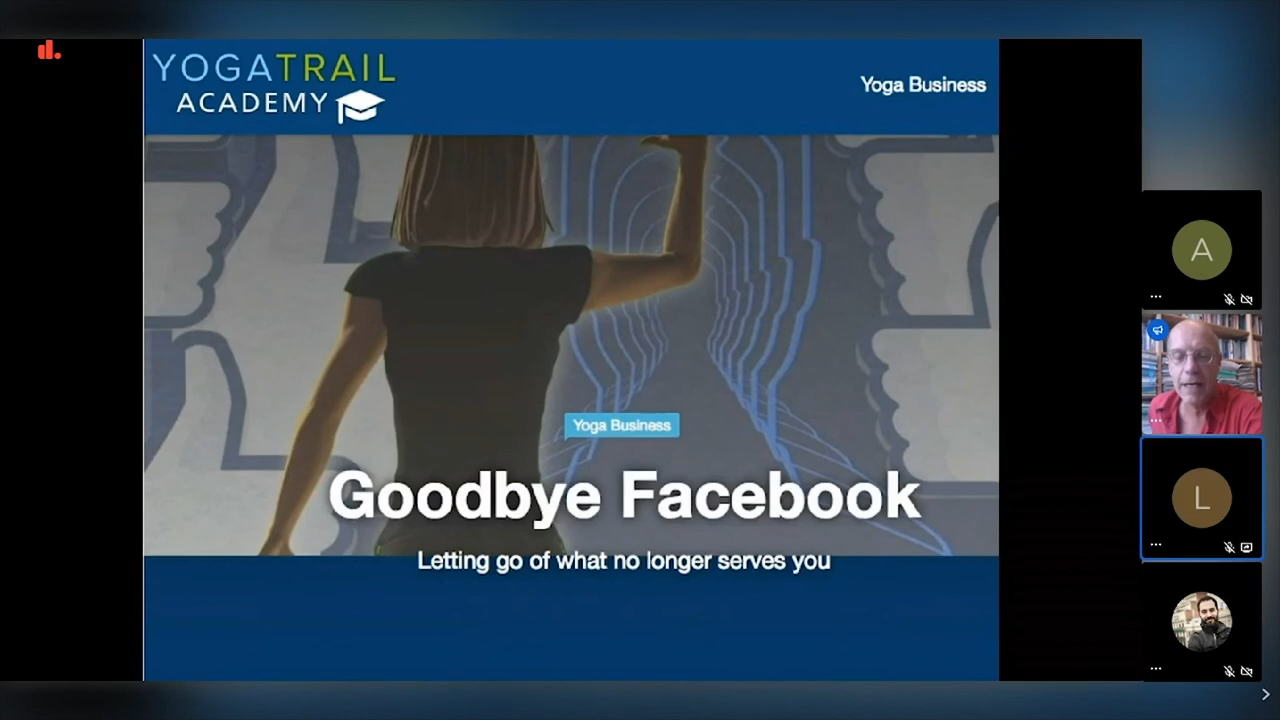 YOGATRAIL
ACADEMY
Yoga Business
Yoga Business
Goodbye Facebook
Letting go of what no longer serves you
A
L